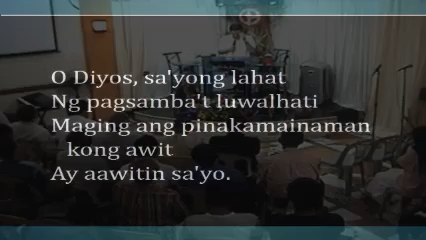 O Diyos, sa'yong lahat
Ng pagsamba't luwalhati
Maging ang pinakamainaman
kong awit
Ay aawitin sa'yo.